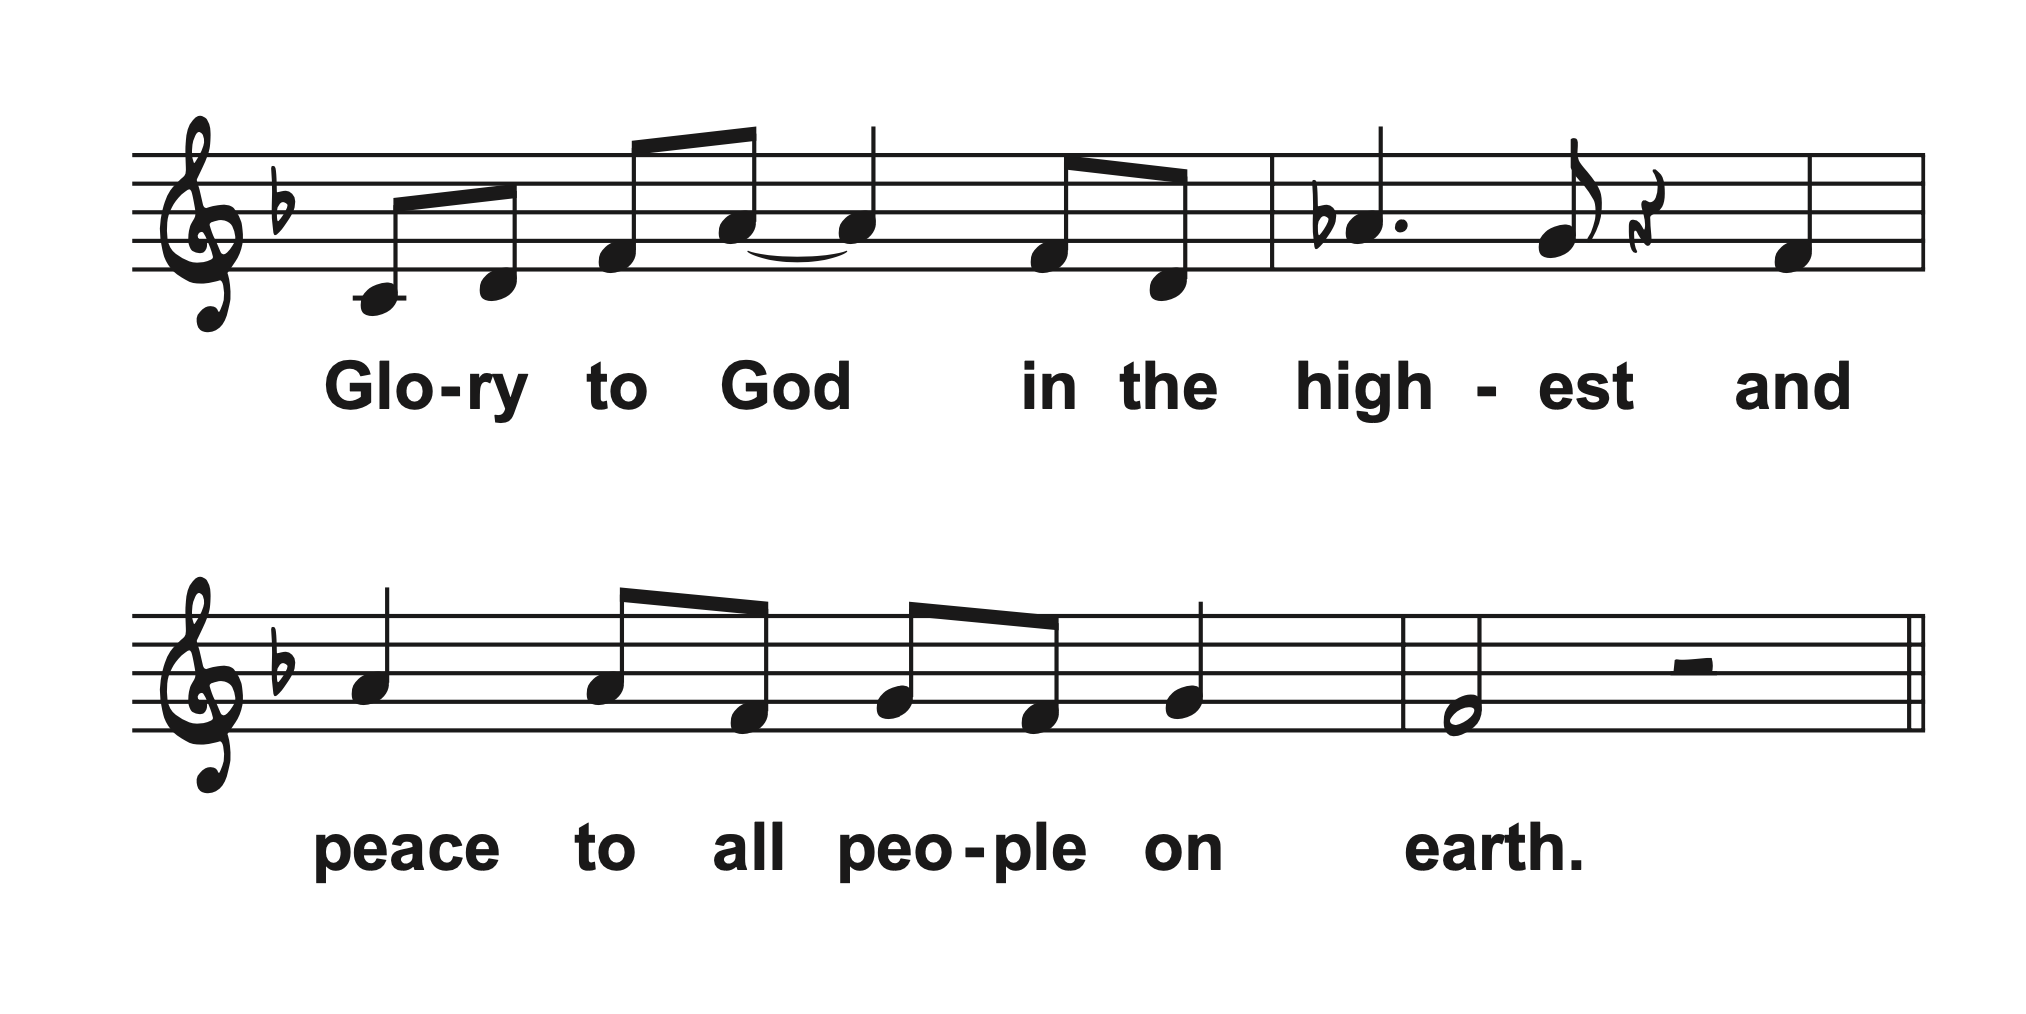 Glo-ry to God in the high - est and
peace to all peo-ple on earth.